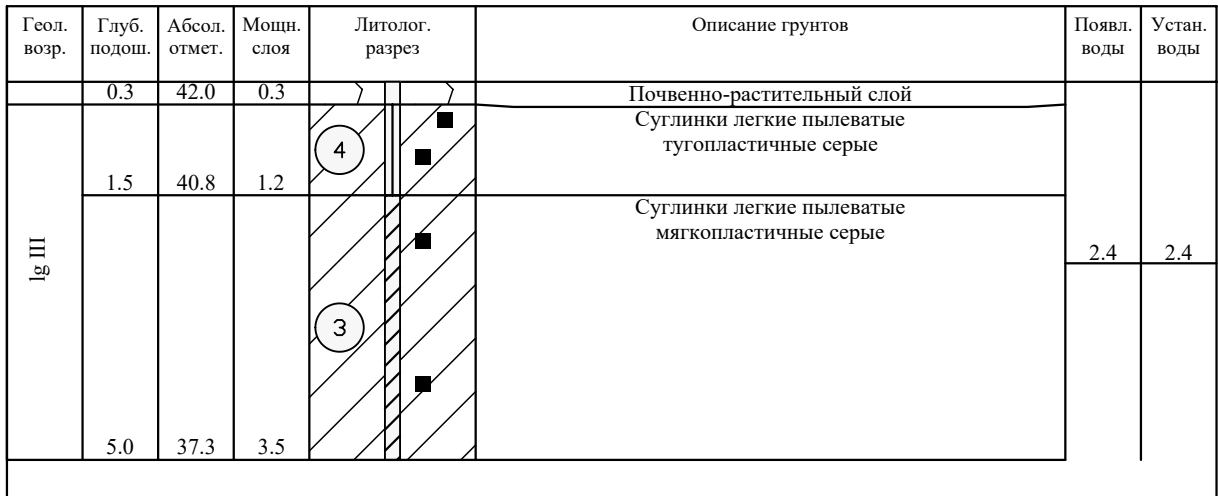 Геол. возр.
Глуб. подош.
Абсол. отмет.
Мощн. слоя
Литолог. разрез
Описание грунтов
Появл. воды
Устан. воды
0.3 42.0 0.3 Почвенно-растительный слой
Суглинки легкие пылеватые
тугопластичные серые
4
1.5 40.8 1.2
Суглинки легкие пылеватые
мягкопластичные серые
lg III
2.4 2.4
3
5.0 37.3 3.5